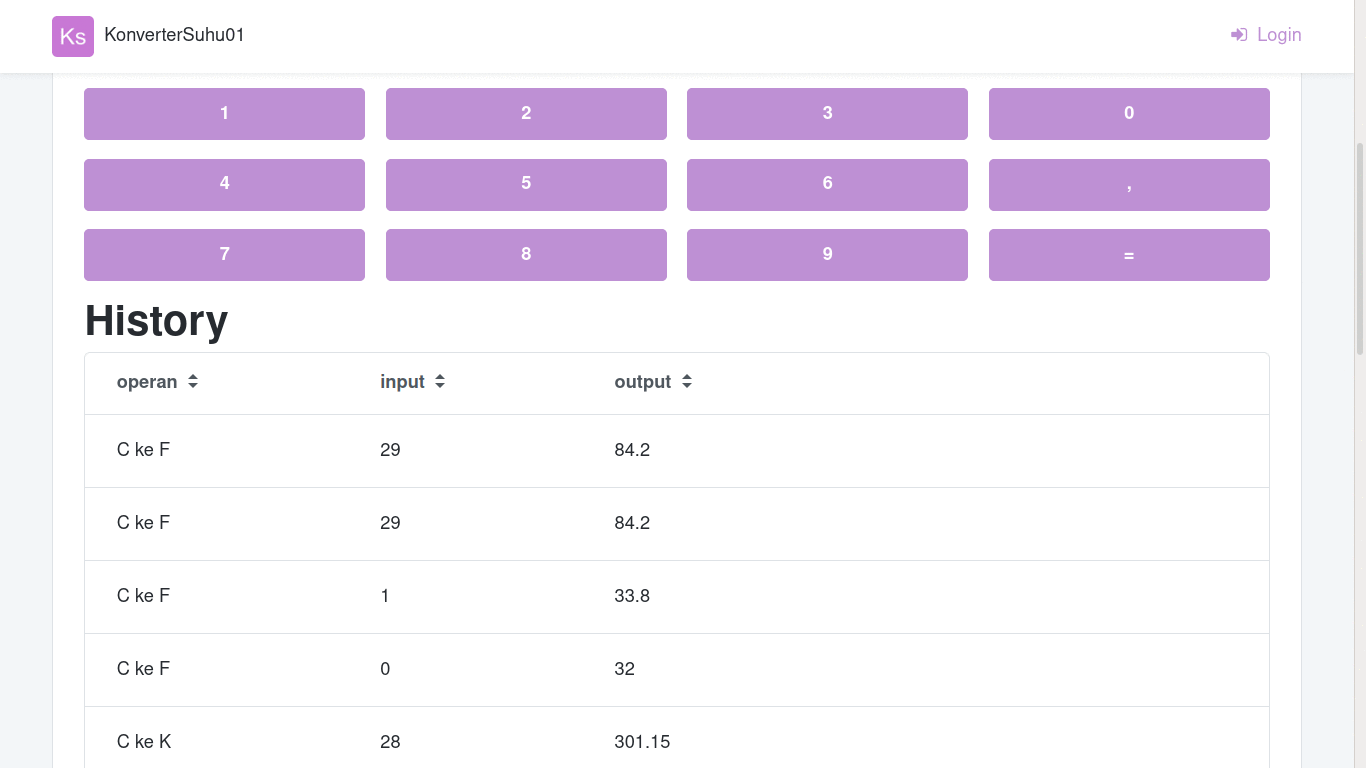 Ks KonverterSuhu01 Login
1 2 3 0
4 5 6 ,
7 8 9 =
History
operan input output
C ke F 29 84.2
C ke F 29 84.2
C ke F 1 33.8
C ke F 0 32
C ke K 28 301.15